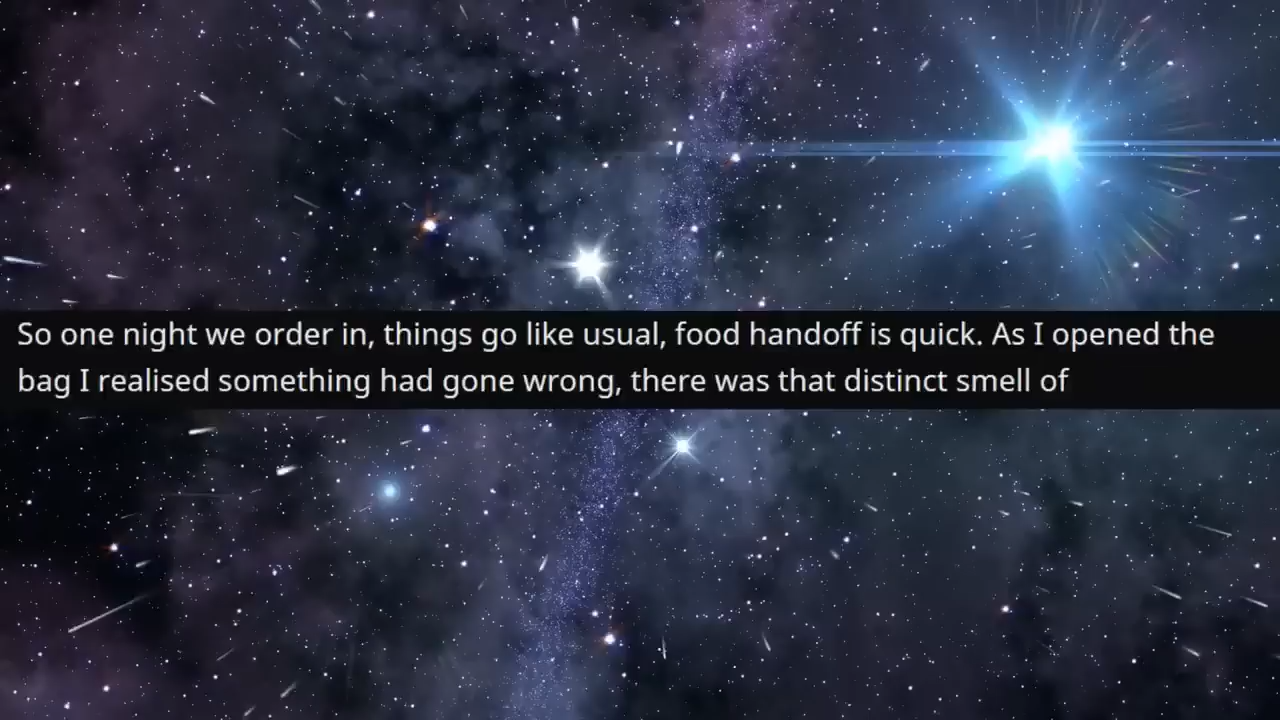 So one night we order in, things go like usual, food handoff is quick. As I opened the
bag I realised something had gone wrong, there was that distinct smell of